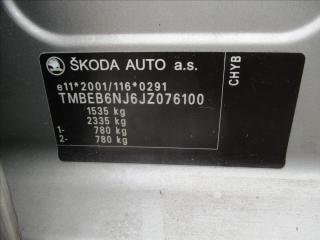 ŠKODA AUTO a.s.
e11*2001/116*0291
TMBEB6NJ6JZ076100
1535 kg
2335 kg
1- 780 kg
2- 780 kg
CHYB